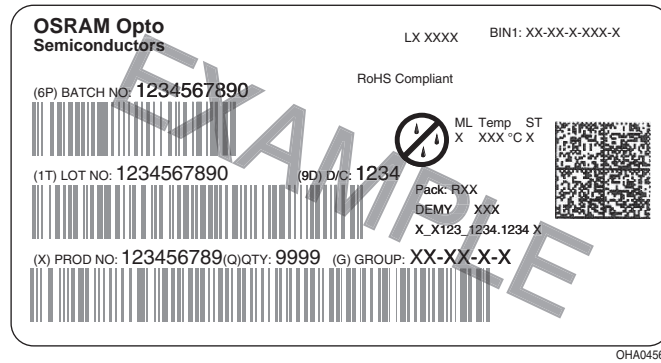 OSRAM Opto
Semiconductors
LX XXXX
BIN1: XX-XX-X-XXX-X
RoHS Compliant
(6P) BATCH NO: 1234567890
ML Temp ST
X XXX °C X
(1T) LOT NO: 1234567890
(9D) D/C: 1234
Pack: RXX
DEMY XXX
X_X123_1234.1234 X
(X) PROD NO: 123456789(Q)QTY: 9999 (G) GROUP: XX-XX-X-X
EXAMPLE